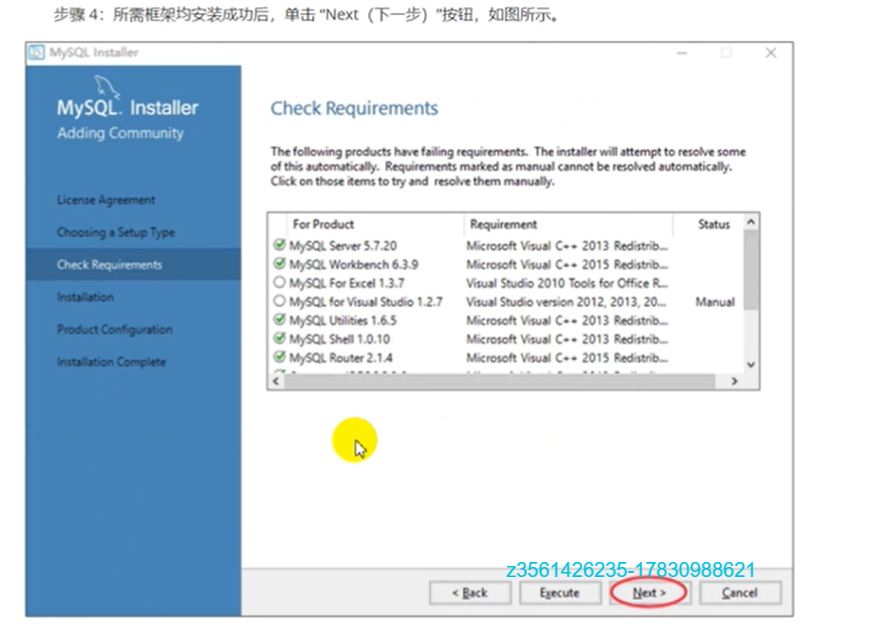 步骤 4：所需框架均安装成功后，单击 “Next（下一步）”按钮，如图所示。
MySQL Installer
MySQL Installer
Adding Community
License Agreement
Choosing a Setup Type
Check Requirements
Installation
Product Configuration
Installation Complete
Check Requirements
The following products have failing requirements. The installer will attempt to resolve some
of this automatically. Requirements marked as manual cannot be resolved automatically.
Click on those items to try and resolve them manually.
For Product Requirement Status
MySQL Server 5.7.20 Microsoft Visual C++ 2013 Redistrib...
MySQL Workbench 6.3.9 Microsoft Visual C++ 2015 Redistrib...
MySQL For Excel 1.3.7 Visual Studio 2010 Tools for Office R...
MySQL for Visual Studio 1.2.7 Visual Studio version 2012, 2013, 20... Manual
MySQL Utilities 1.6.5 Microsoft Visual C++ 2013 Redistrib...
MySQL Shell 1.0.10 Microsoft Visual C++ 2013 Redistrib...
MySQL Router 2.1.4 Microsoft Visual C++ 2015 Redistrib...
z3561426235-17830988621
< Back Execute Next > Cancel